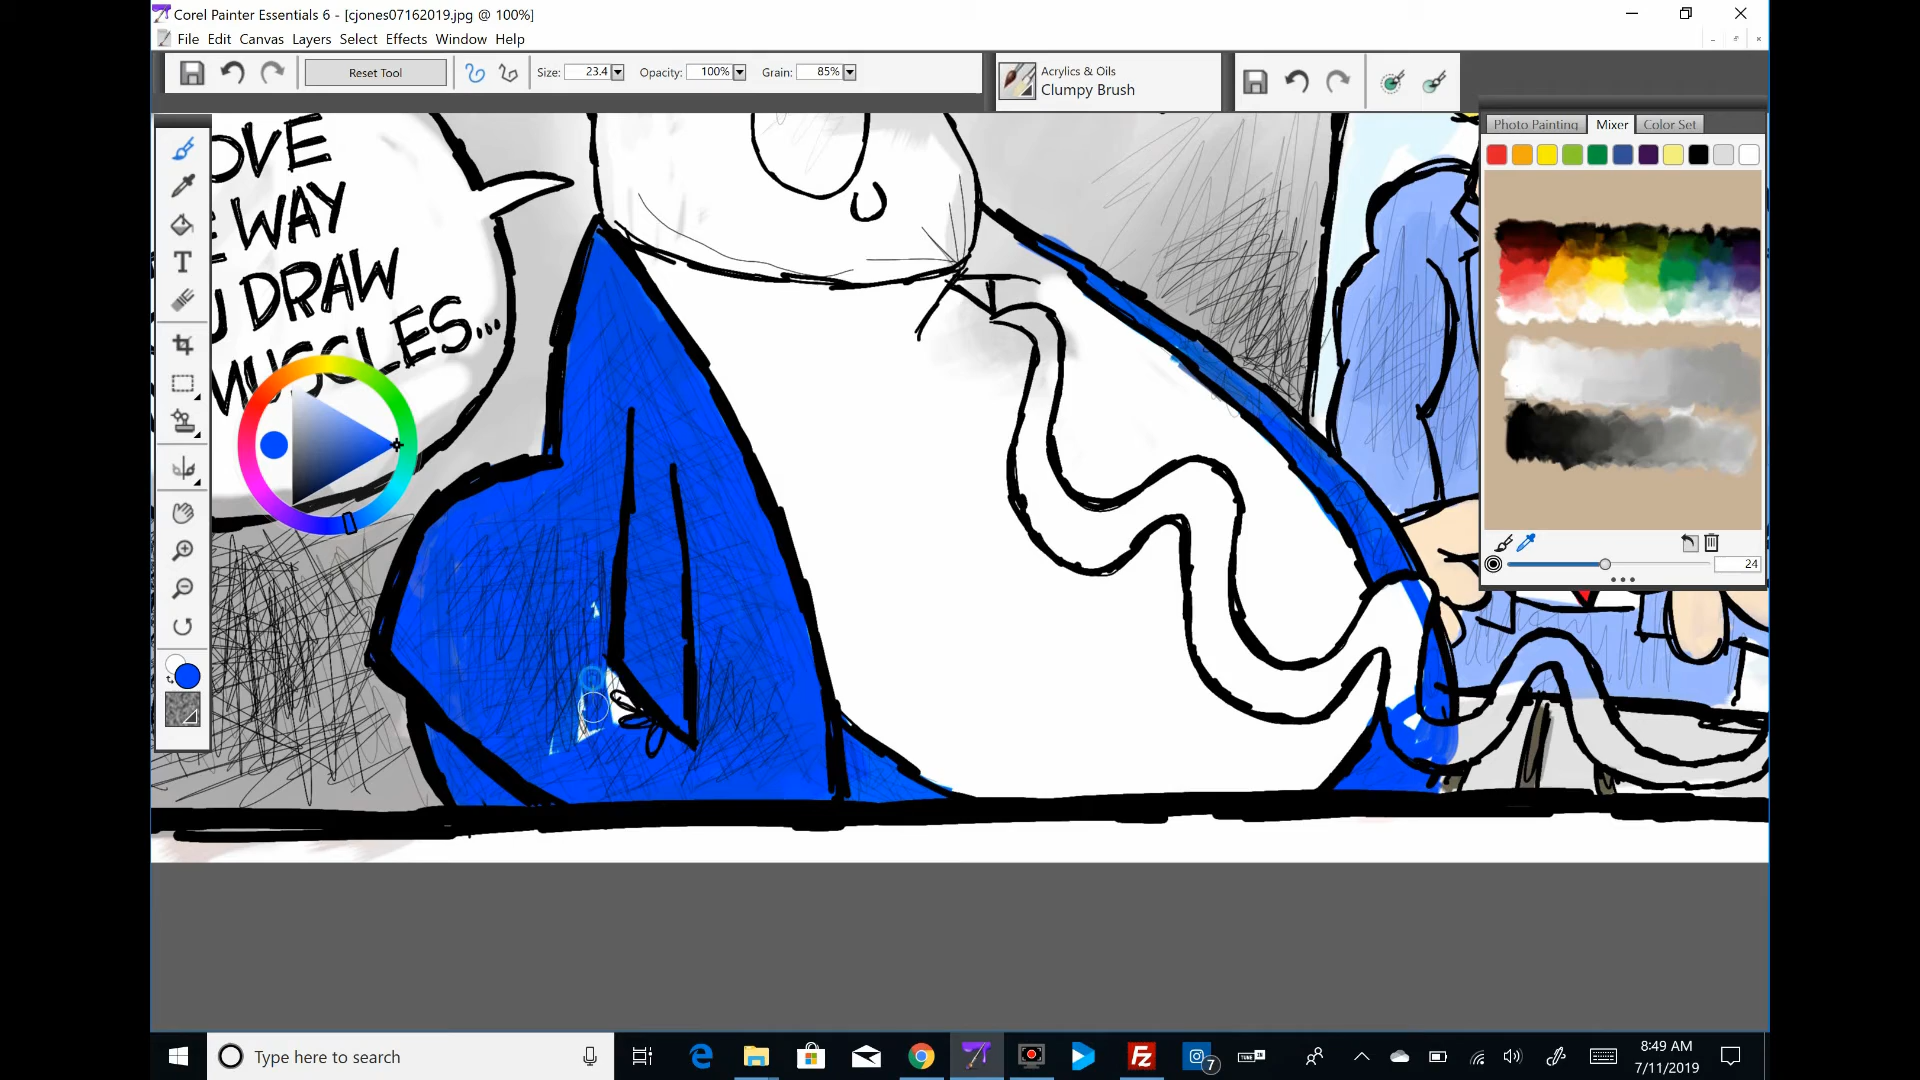 Corel Painter Essentials 6 - [cjones07162019.jpg @ 100%]
File Edit Canvas Layers Select Effects Window Help
Reset Tool Size: 23.4 Opacity: 100% Grain: 85%
Acrylics & Oils
Clumpy Brush
Photo Painting Mixer Color Set
24
OVE
WAY
U DRAW
MUSCLES...
Type here to search
7
8:49 AM
7/11/2019